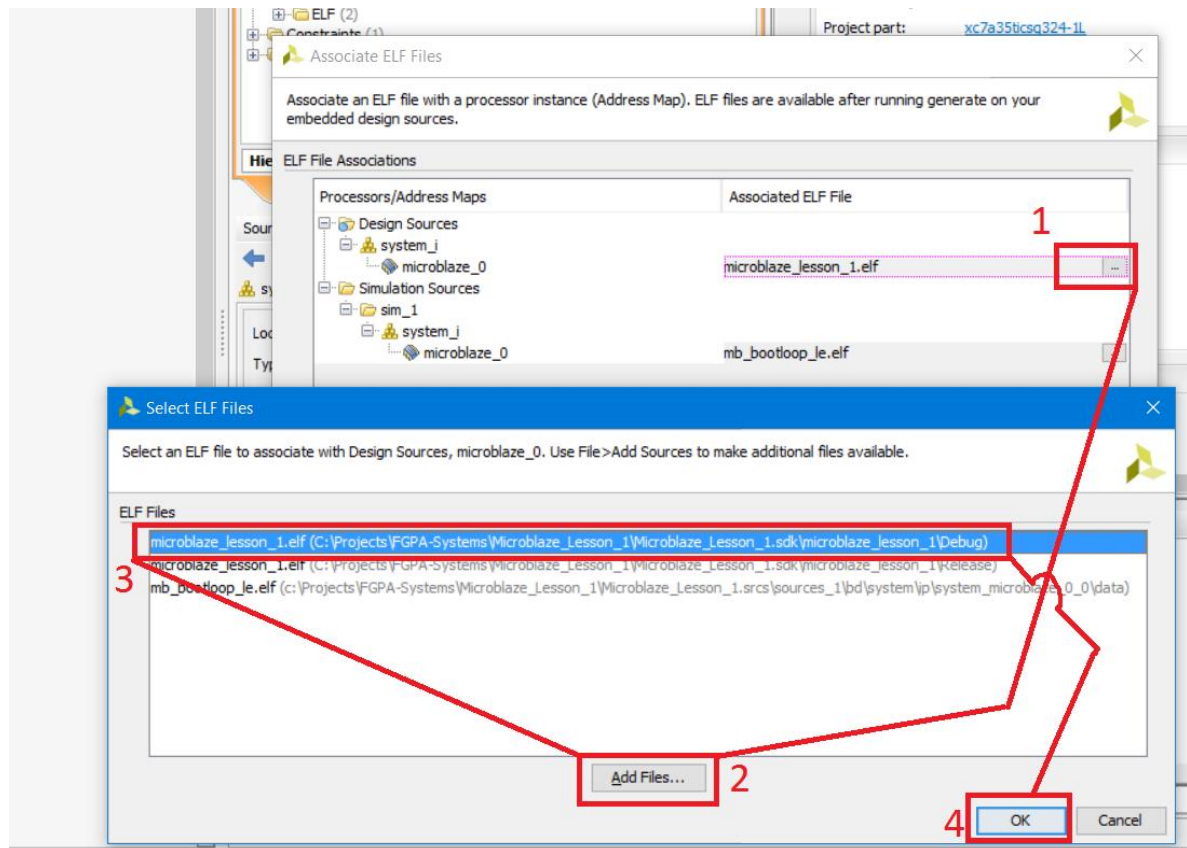 ELF (2)
Constraints (1)
Project part: xc7a35ticsg324-1L
Associate ELF Files
Associate an ELF file with a processor instance (Address Map). ELF files are available after running generate on your
embedded design sources.
Hie
ELF File Associations
Processors/Address Maps Associated ELF File
1
Sour
Design Sources
system_i
microblaze_0 microblaze_lesson_1.elf ...
sy
Simulation Sources
sim_1
Loc
system_i
microblaze_0 mb_bootloop_le.elf
Typ
Select ELF Files
Select an ELF file to associate with Design Sources, microblaze_0. Use File>Add Sources to make additional files available.
ELF Files
microblaze_lesson_1.elf (C:\Projects\FGPA-Systems\Microblaze_Lesson_1\Microblaze_Lesson_1.sdk\microblaze_lesson_1\Debug)
microblaze_lesson_1.elf (C:\Projects\FGPA-Systems\Microblaze_Lesson_1\Microblaze_Lesson_1.sdk\microblaze_lesson_1\Release)
3
mb_bootloop_le.elf (c:\Projects\FGPA-Systems\Microblaze_Lesson_1\Microblaze_Lesson_1.srcs\sources_1\bd\system\ip\system_microblaze_0_0\data)
Add Files... 2
4 OK Cancel